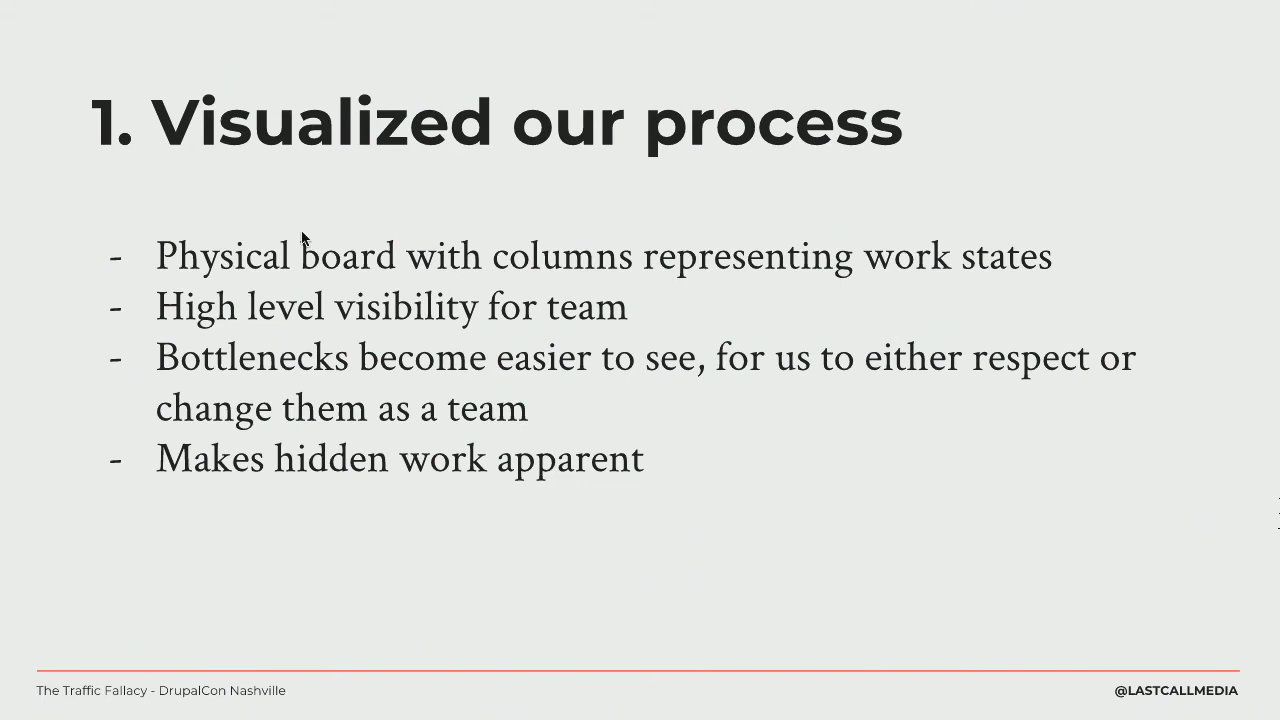 1. Visualized our process
- Physical board with columns representing work states
- High level visibility for team
- Bottlenecks become easier to see, for us to either respect or
change them as a team
- Makes hidden work apparent
The Traffic Fallacy - DrupalCon Nashville
@LASTCALLMEDIA